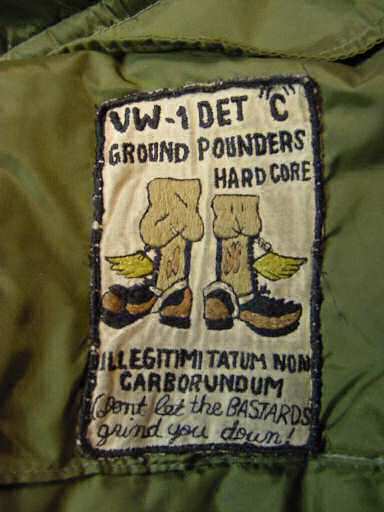 VW-1 DET "C"
GROUND POUNDERS
HARD CORE
ILLEGITIMI TATUM NON
CARBORUNDUM
(Dont let the BASTARDS
grind you down!